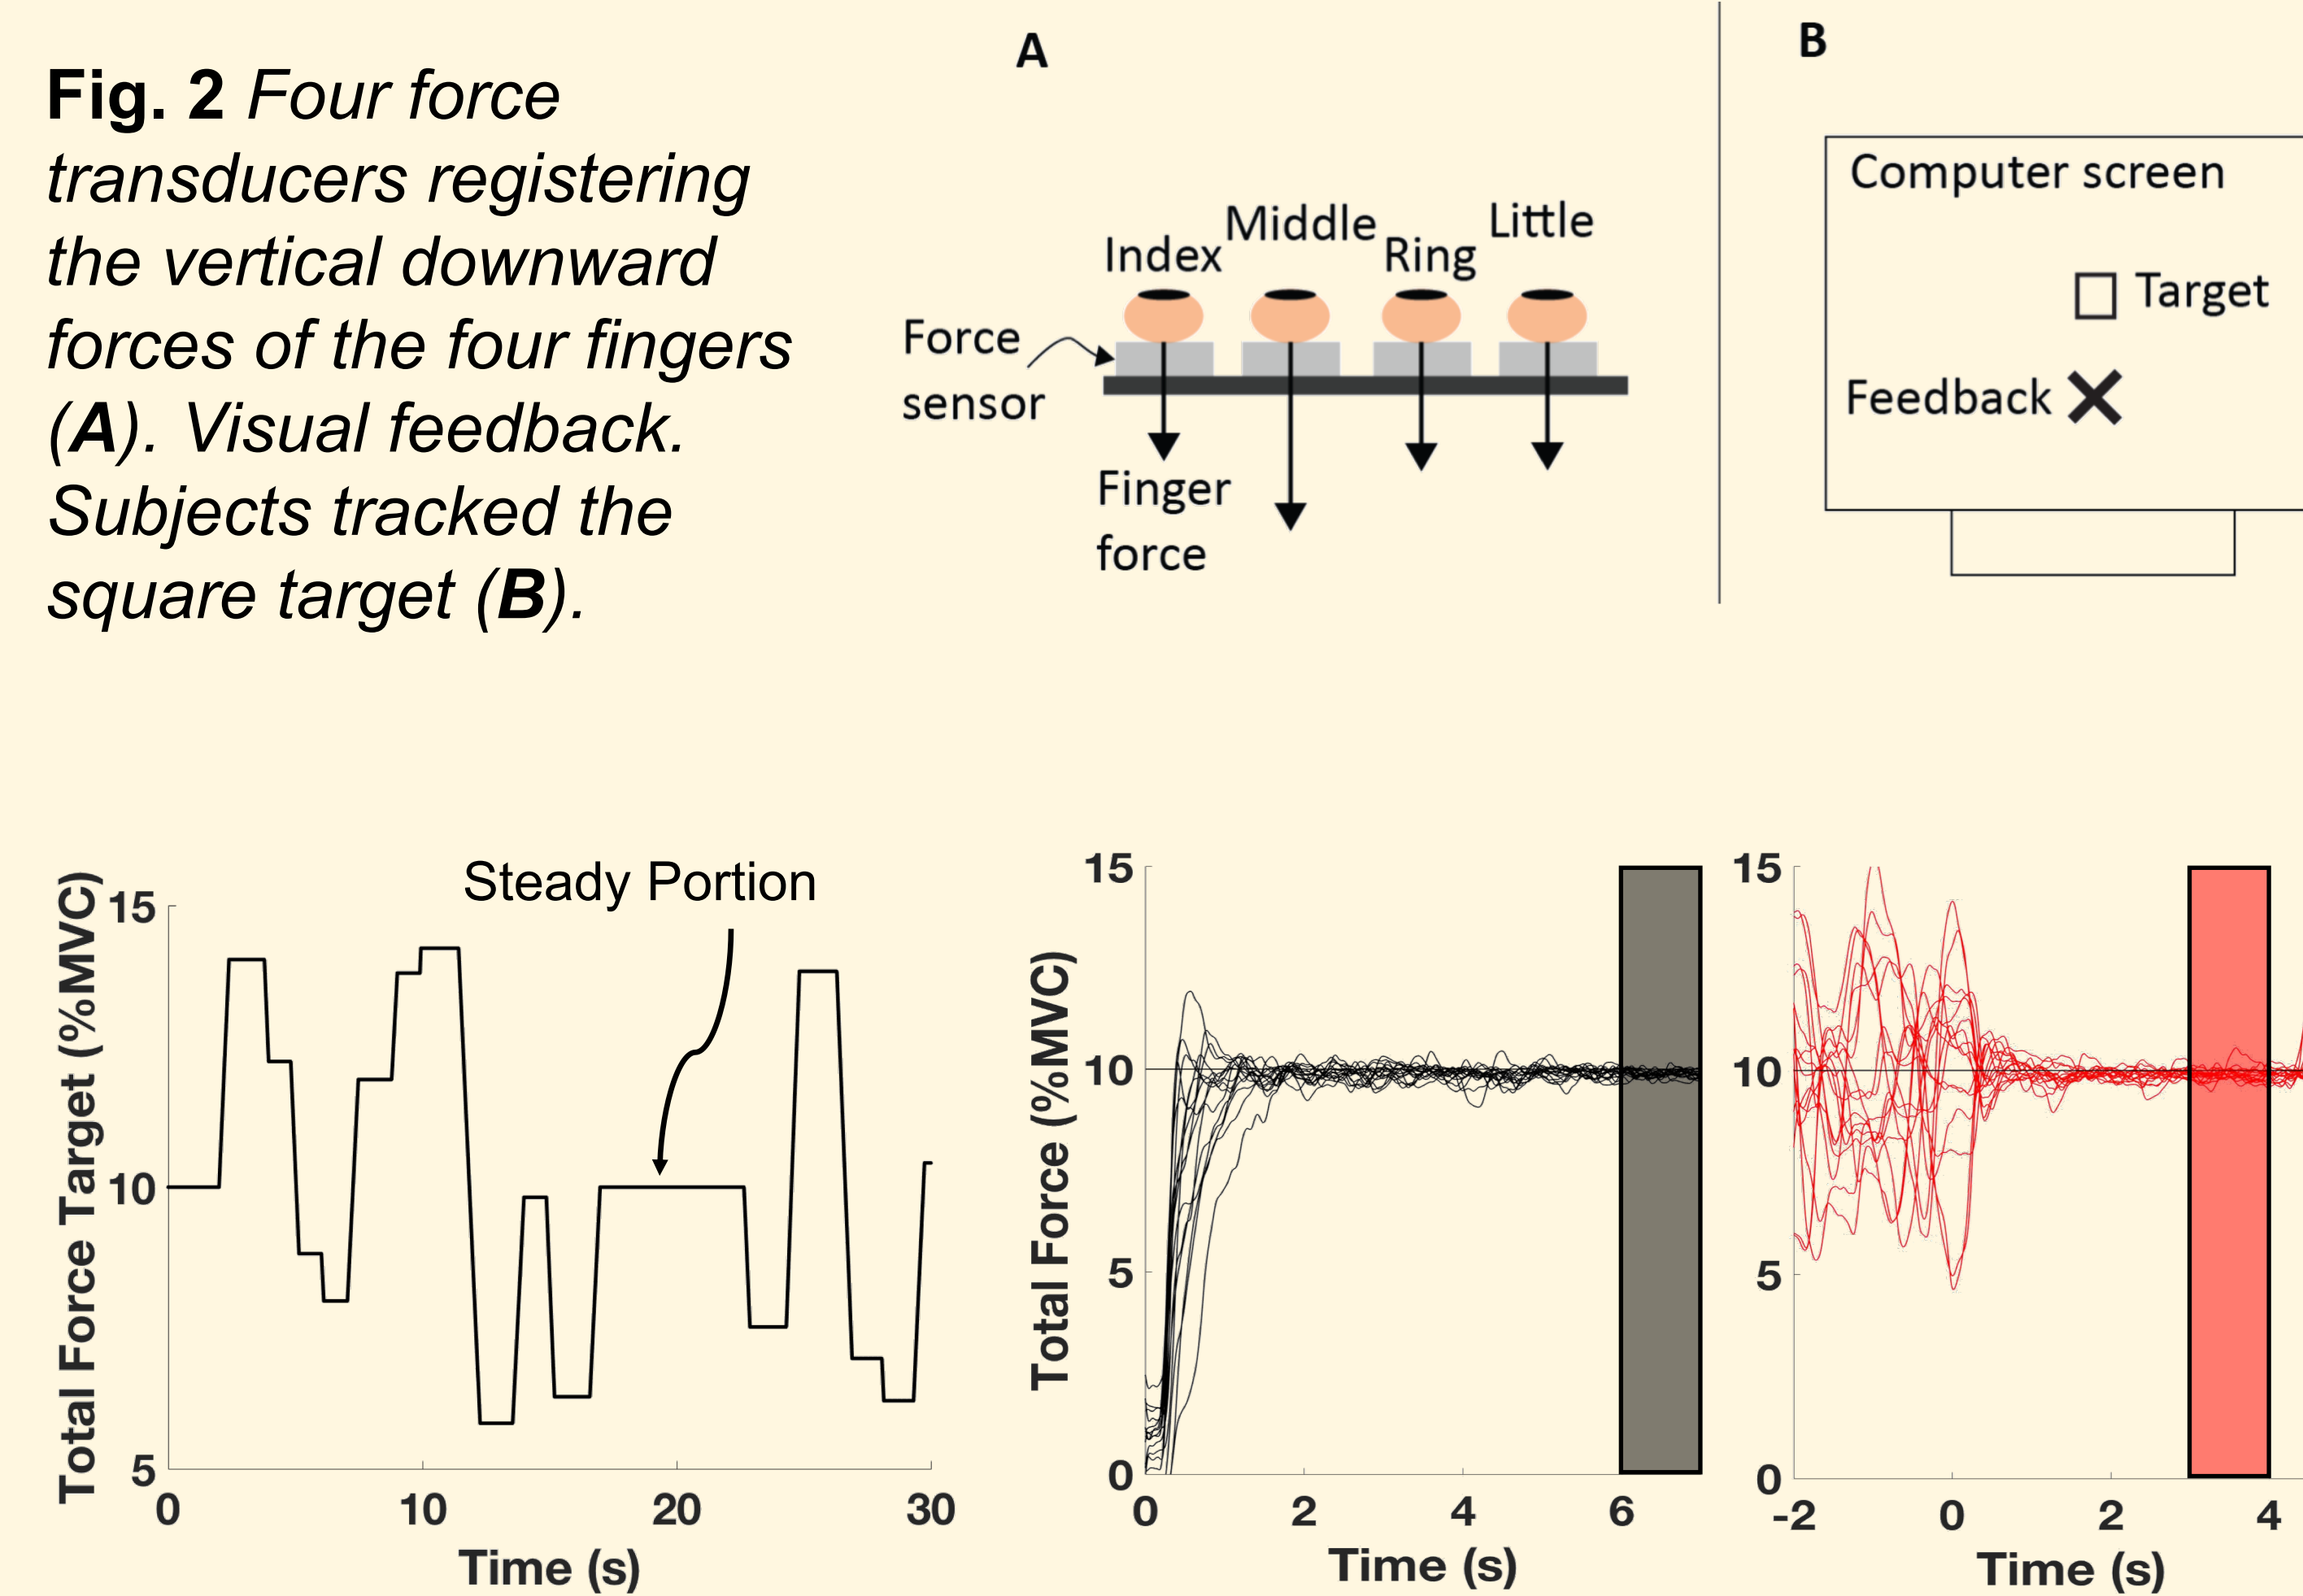 Fig. 2 Four force
transducers registering
the vertical downward
forces of the four fingers
(A). Visual feedback.
Subjects tracked the
square target (B).
A
Index
Middle
Ring
Little
Force
sensor
Finger
force
B
Computer screen
Target
Feedback
Steady Portion
Total Force Target (%MVC)
15
10
5
0
10
20
30
Time (s)
Total Force (%MVC)
15
10
5
0
0
2
4
6
Time (s)
15
10
5
0
-2
0
2
4
Time (s)